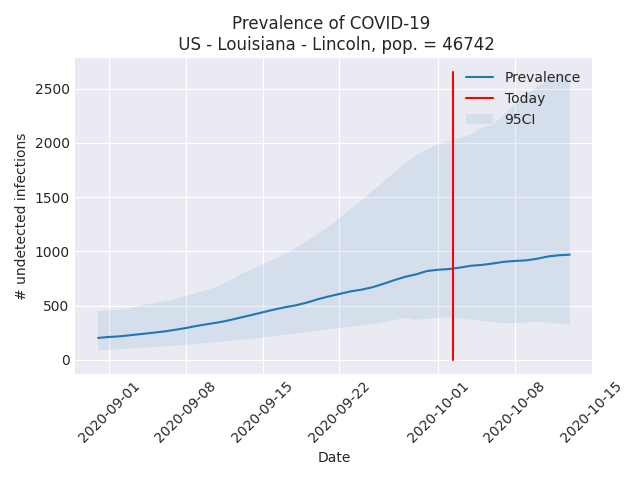 Prevalence of COVID-19
US - Louisiana - Lincoln, pop. = 46742
Prevalence
Today
95CI
2500
2000
1500
1000
500
0
# undetected infections
2020-09-01
2020-09-08
2020-09-15
2020-09-22
2020-10-01
2020-10-08
2020-10-15
Date